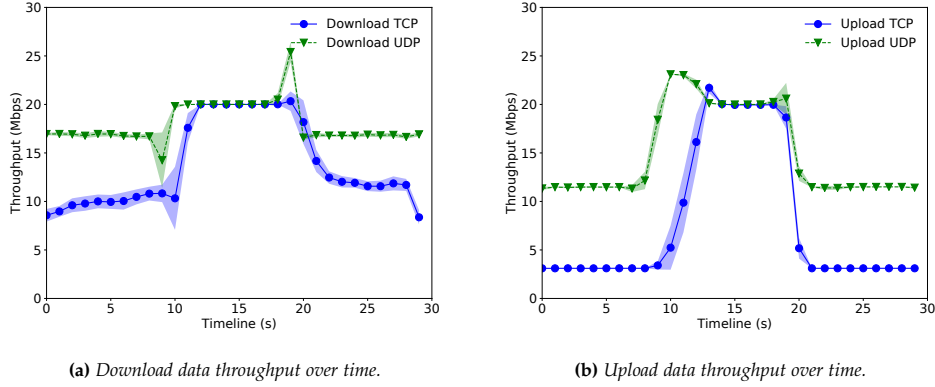 30
25
20
15
10
5
0
Throughput (Mbps)
0 5 10 15 20 25 30
Timeline (s)
Download TCP
Download UDP
(a) Download data throughput over time.
30
25
20
15
10
5
0
Throughput (Mbps)
0 5 10 15 20 25 30
Timeline (s)
Upload TCP
Upload UDP
(b) Upload data throughput over time.